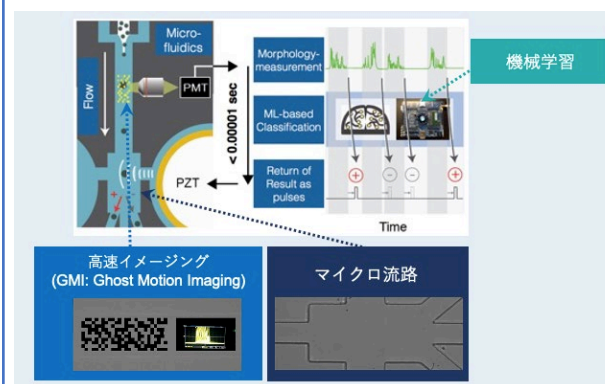 Micro-
fluidics
Flow
PMT
< 0.00001 sec
PZT
+
-
Morphology-
measurement
ML-based
Classification
Return of
Result as
pulses
+
-
-
+
Time
機械学習
高速イメージング
(GMI: Ghost Motion Imaging)
マイクロ流路